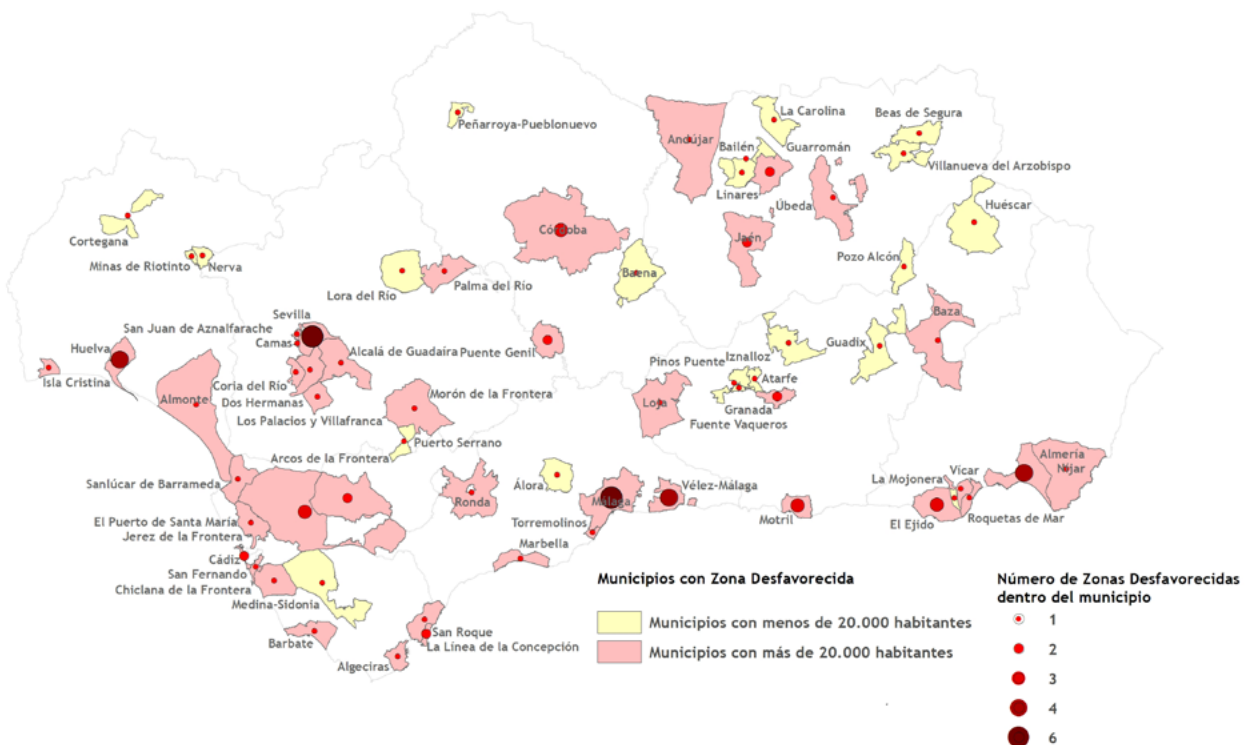 La Carolina
Beas de Segura
Peñarroya-Pueblonuevo
Andújar
Bailén
Guarromán
Villanueva del Arzobispo
Linares
Úbeda
Huéscar
Cortegana
Córdoba
Jaén
Minas de Riotinto
Nerva
Pozo Alcón
Baena
Lora del Río
Palma del Río
Baza
Sevilla
San Juan de Aznalfarache
Camas
Huelva
Alcalá de Guadaíra
Puente Genil
Guadix
Iznalloz
Pinos Puente
Atarfe
Isla Cristina
Coria del Río
Dos Hermanas
Almonte
Morón de la Frontera
Loja
Granada
Los Palacios y Villafranca
Fuente Vaqueros
Puerto Serrano
Arcos de la Frontera
Almería
Níjar
Vícar
La Mojonera
Sanlúcar de Barrameda
Álora
Vélez-Málaga
Ronda
Málaga
El Puerto de Santa María
Torremolinos
Motril
El Ejido
Roquetas de Mar
Jerez de la Frontera
Marbella
Cádiz
San Fernando
Chiclana de la Frontera
Medina-Sidonia
San Roque
Barbate
La Línea de la Concepción
Algeciras
Municipios con Zona Desfavorecida
Municipios con menos de 20.000 habitantes
Municipios con más de 20.000 habitantes
Número de Zonas Desfavorecidas
dentro del municipio
1
2
3
4
6